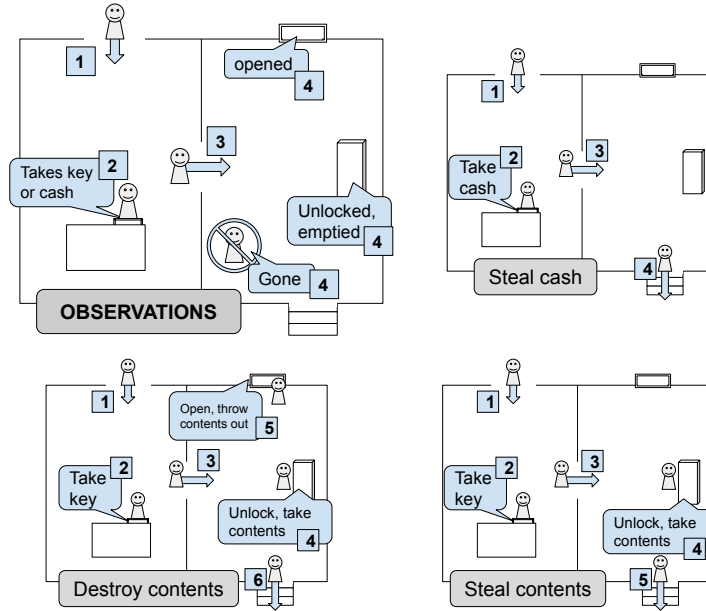 1
opened
4
2
Takes key
or cash
3
Unlocked,
emptied
4
Gone
4
OBSERVATIONS
1
2
Take
cash
3
4
Steal cash
1
Open, throw
contents out
5
2
Take
key
3
Unlock, take
contents
4
6
Destroy contents
1
2
Take
key
3
Unlock, take
contents
4
5
Steal contents